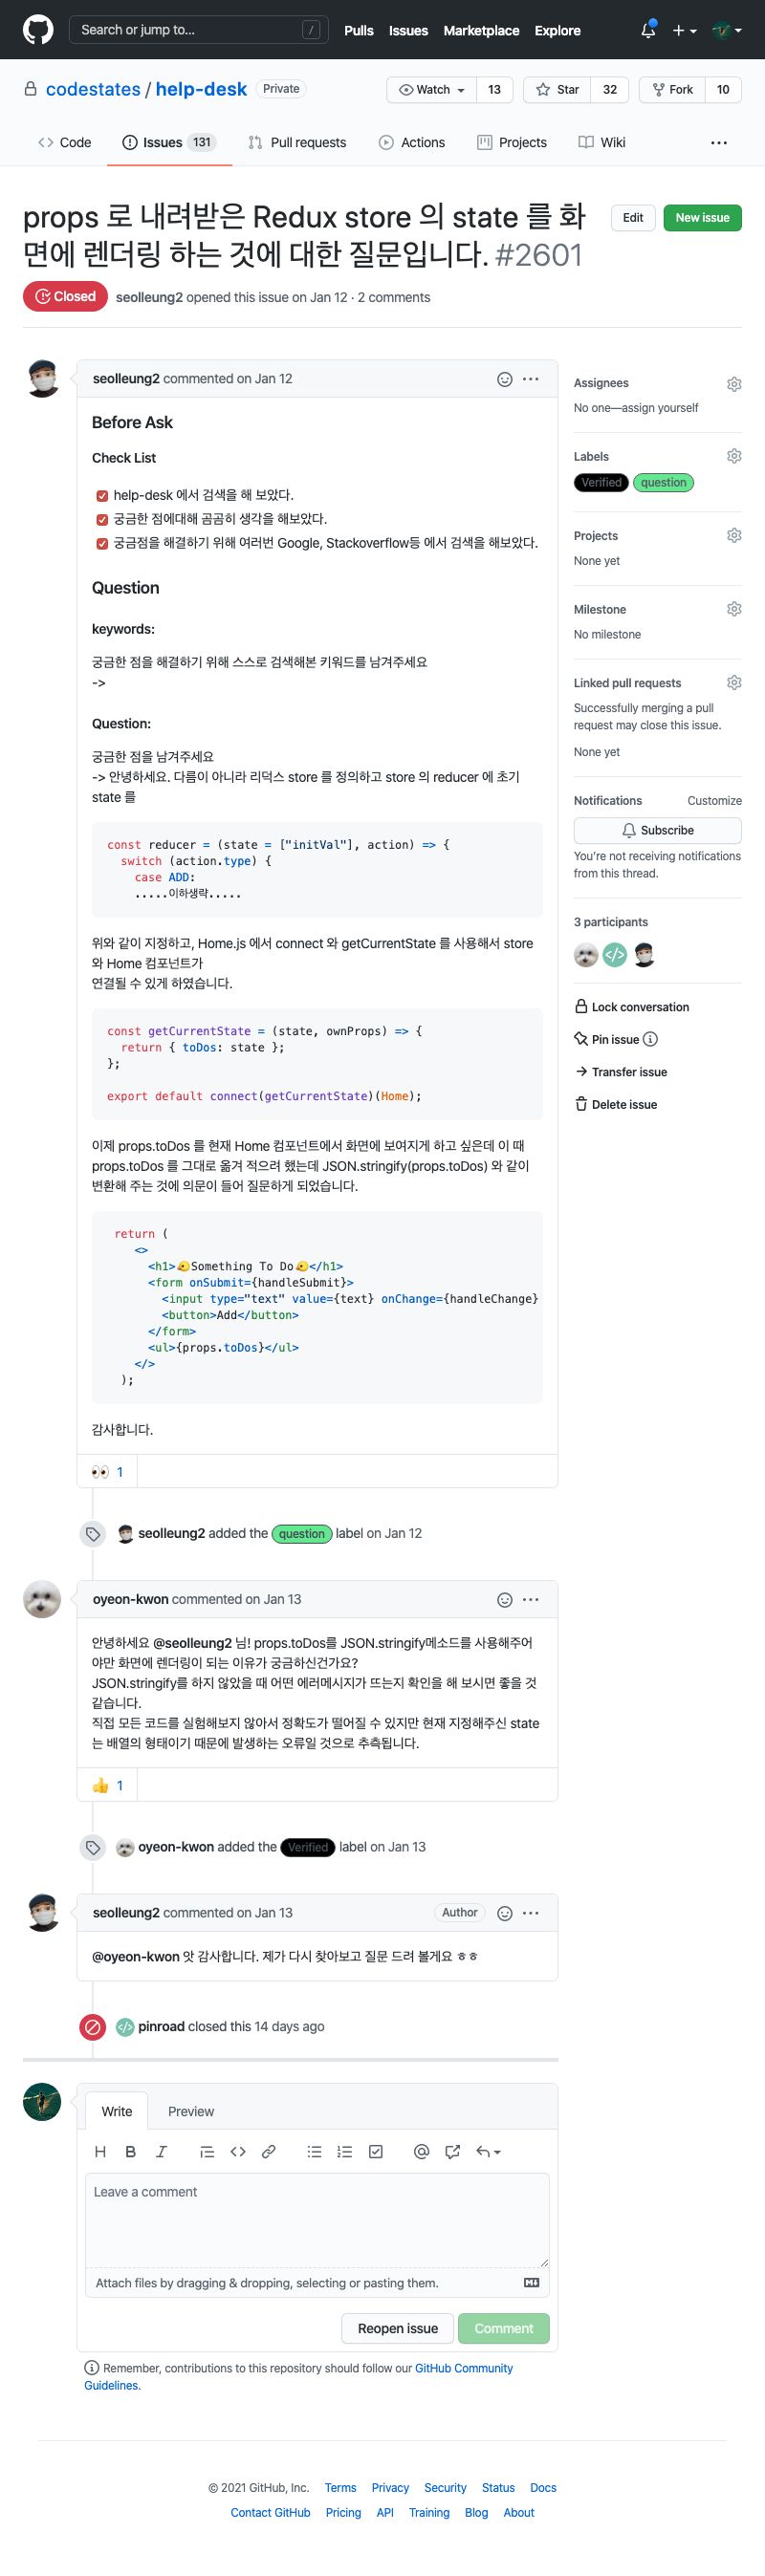 Search or jump to...
/
Pulls Issues Marketplace Explore
codestates / help-desk Private
Watch 13
Star 32
Fork 10
Code
Issues 131
Pull requests
Actions
Projects
Wiki
props 로 내려받은 Redux store 의 state 를 화
면에 렌더링 하는 것에 대한 질문입니다. #2601
Edit New issue
Closed seolleung2 opened this issue on Jan 12 · 2 comments
seolleung2 commented on Jan 12
Before Ask
Check List
help-desk 에서 검색을 해 보았다.
궁금한 점에대해 곰곰히 생각을 해보았다.
궁금점을 해결하기 위해 여러번 Google, Stackoverflow등 에서 검색을 해보았다.
Question
keywords:
궁금한 점을 해결하기 위해 스스로 검색해본 키워드를 남겨주세요
->
Question:
궁금한 점을 남겨주세요
-> 안녕하세요. 다름이 아니라 리덕스 store 를 정의하고 store 의 reducer 에 초기
state 를
const reducer = (state = ["initVal"], action) => {
switch (action.type) {
case ADD:
.....이하생략.....
위와 같이 지정하고, Home.js 에서 connect 와 getCurrentState 를 사용해서 store
와 Home 컴포넌트가
연결될 수 있게 하였습니다.
const getCurrentState = (state, ownProps) => {
return { toDos: state };
};
export default connect(getCurrentState)(Home);
이제 props.toDos 를 현재 Home 컴포넌트에서 화면에 보여지게 하고 싶은데 이 때
props.toDos 를 그대로 옮겨 적으려 했는데 JSON.stringify(props.toDos) 와 같이
변환해 주는 것에 의문이 들어 질문하게 되었습니다.
return (
<>
<h1>🐤Something To Do🐤</h1>
<form onSubmit={handleSubmit}>
<input type="text" value={text} onChange={handleChange}
<button>Add</button>
</form>
<ul>{props.toDos}</ul>
</>
);
감사합니다.
👀 1
seolleung2 added the question label on Jan 12
oyeon-kwon commented on Jan 13
안녕하세요 @seolleung2 님! props.toDos를 JSON.stringify메소드를 사용해주어
야만 화면에 렌더링이 되는 이유가 궁금하신건가요?
JSON.stringify를 하지 않았을 때 어떤 에러메시지가 뜨는지 확인을 해 보시면 좋을 것
같습니다.
직접 모든 코드를 실험해보지 않아서 정확도가 떨어질 수 있지만 현재 지정해주신 state
는 배열의 형태이기 때문에 발생하는 오류일 것으로 추측됩니다.
👍 1
oyeon-kwon added the Verified label on Jan 13
seolleung2 commented on Jan 13 Author
@oyeon-kwon 앗 감사합니다. 제가 다시 찾아보고 질문 드려 볼게요 ㅎㅎ
pinroad closed this 14 days ago
Write Preview
Leave a comment
Attach files by dragging & dropping, selecting or pasting them.
Reopen issue Comment
Remember, contributions to this repository should follow our GitHub Community
Guidelines.
Assignees
No one—assign yourself
Labels
Verified question
Projects
None yet
Milestone
No milestone
Linked pull requests
Successfully merging a pull
request may close this issue.
None yet
Notifications Customize
Subscribe
You're not receiving notifications
from this thread.
3 participants
Lock conversation
Pin issue
Transfer issue
Delete issue
© 2021 GitHub, Inc. Terms Privacy Security Status Docs
Contact GitHub Pricing API Training Blog About